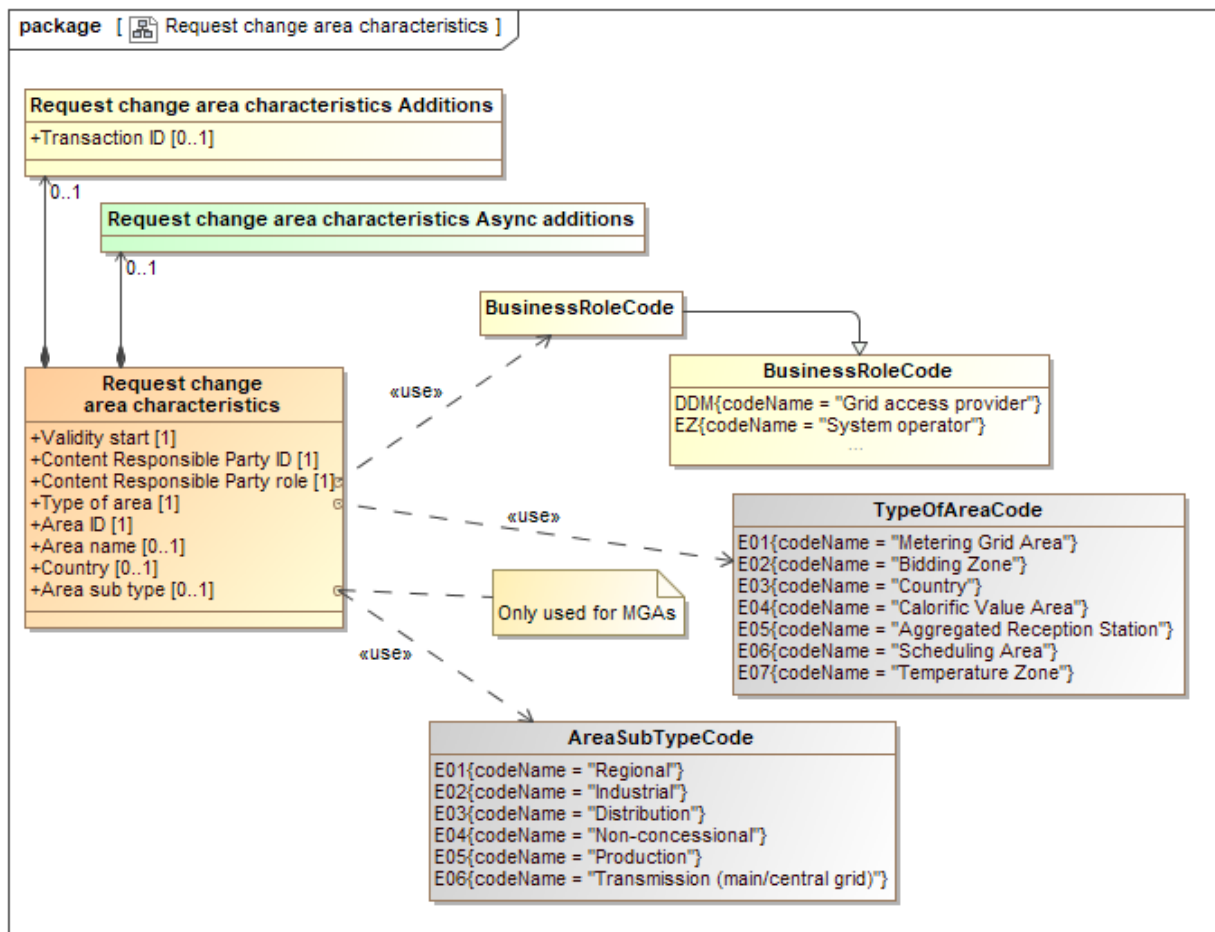 package [ Request change area characteristics ]
Request change area characteristics Additions
+Transaction ID [0..1]
0..1
Request change area characteristics Async additions
0..1
BusinessRoleCode
BusinessRoleCode
DDM{codeName = "Grid access provider"}
EZ{codeName = "System operator"}
...
Request change
area characteristics
+Validity start [1]
+Content Responsible Party ID [1]
+Content Responsible Party role [1]
+Type of area [1]
+Area ID [1]
+Area name [0..1]
+Country [0..1]
+Area sub type [0..1]
«use»
«use»
«use»
Only used for MGAs
TypeOfAreaCode
E01{codeName = "Metering Grid Area"}
E02{codeName = "Bidding Zone"}
E03{codeName = "Country"}
E04{codeName = "Calorific Value Area"}
E05{codeName = "Aggregated Reception Station"}
E06{codeName = "Scheduling Area"}
E07{codeName = "Temperature Zone"}
AreaSubTypeCode
E01{codeName = "Regional"}
E02{codeName = "Industrial"}
E03{codeName = "Distribution"}
E04{codeName = "Non-concessional"}
E05{codeName = "Production"}
E06{codeName = "Transmission (main/central grid)"}